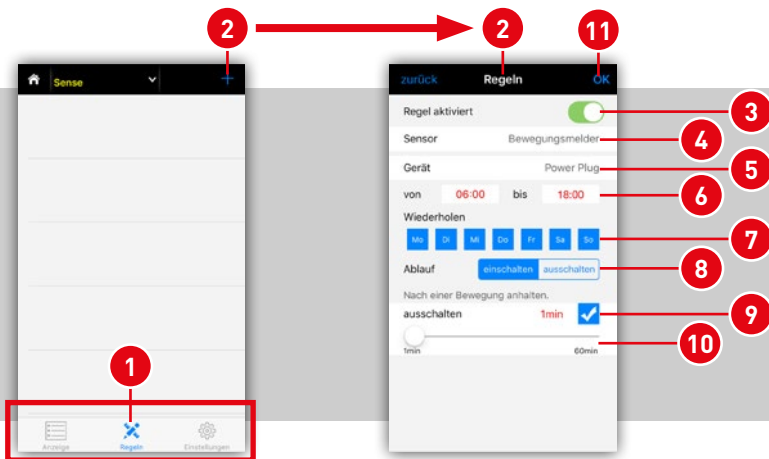 2
2
11
Sense
+
zurück Regeln OK
Regel aktiviert
3
Sensor Bewegungsmelder
4
Gerät Power Plug
5
von 06:00 bis 18:00
6
Wiederholen
Mo Di Mi Do Fr Sa So
7
Ablauf einschalten ausschalten
8
Nach einer Bewegung anhalten.
ausschalten 1min
9
10
1min 60min
1
Anzeige Regeln Einstellungen